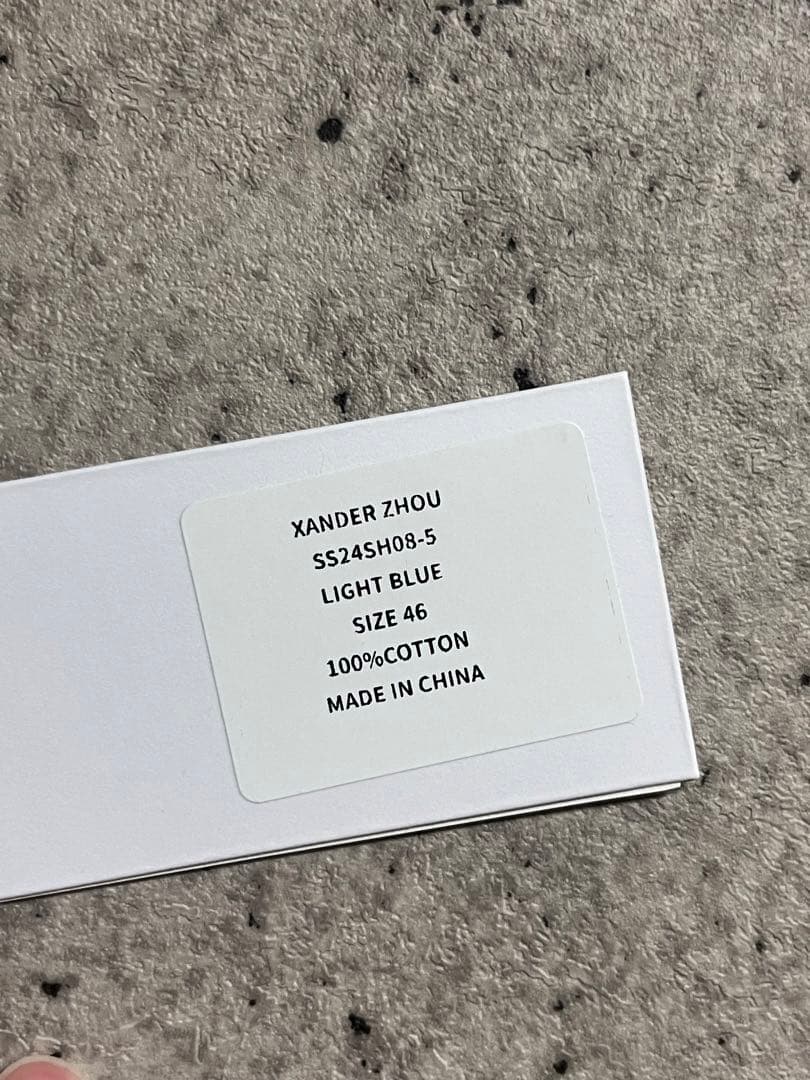 XANDER ZHOU
SS24SH08-5
LIGHT BLUE
SIZE 46
100%COTTON
MADE IN CHINA